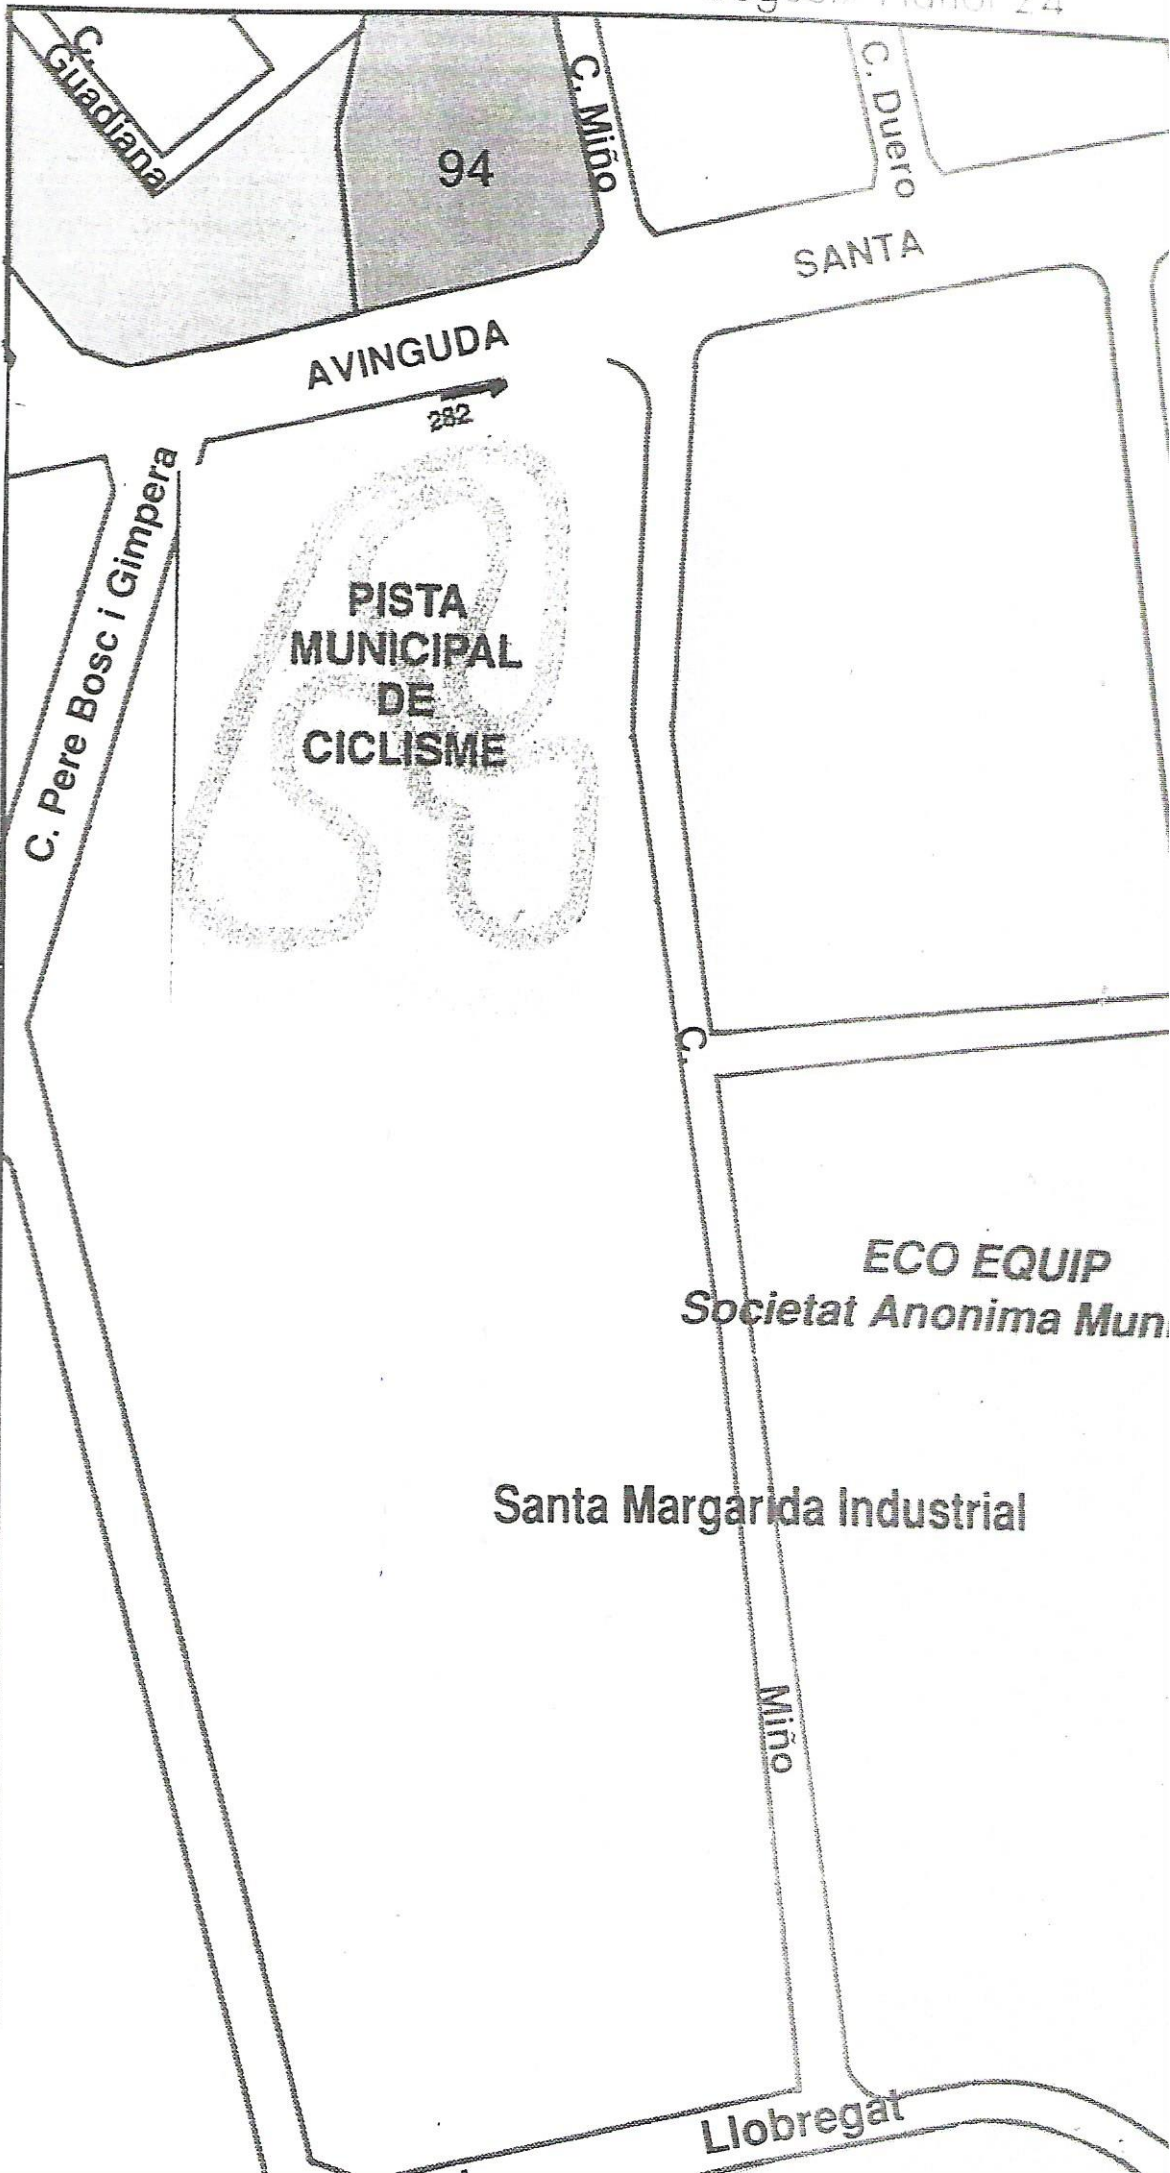 24
C.
Guadiana
94
C. Miño
C. Duero
SANTA
AVINGUDA
282
C. Pere Bosc i Gimpera
PISTA
MUNICIPAL
DE
CICLISME
C.
ECO EQUIP
Societat Anonima
Santa Margarida Industrial
Miño
Llobregat